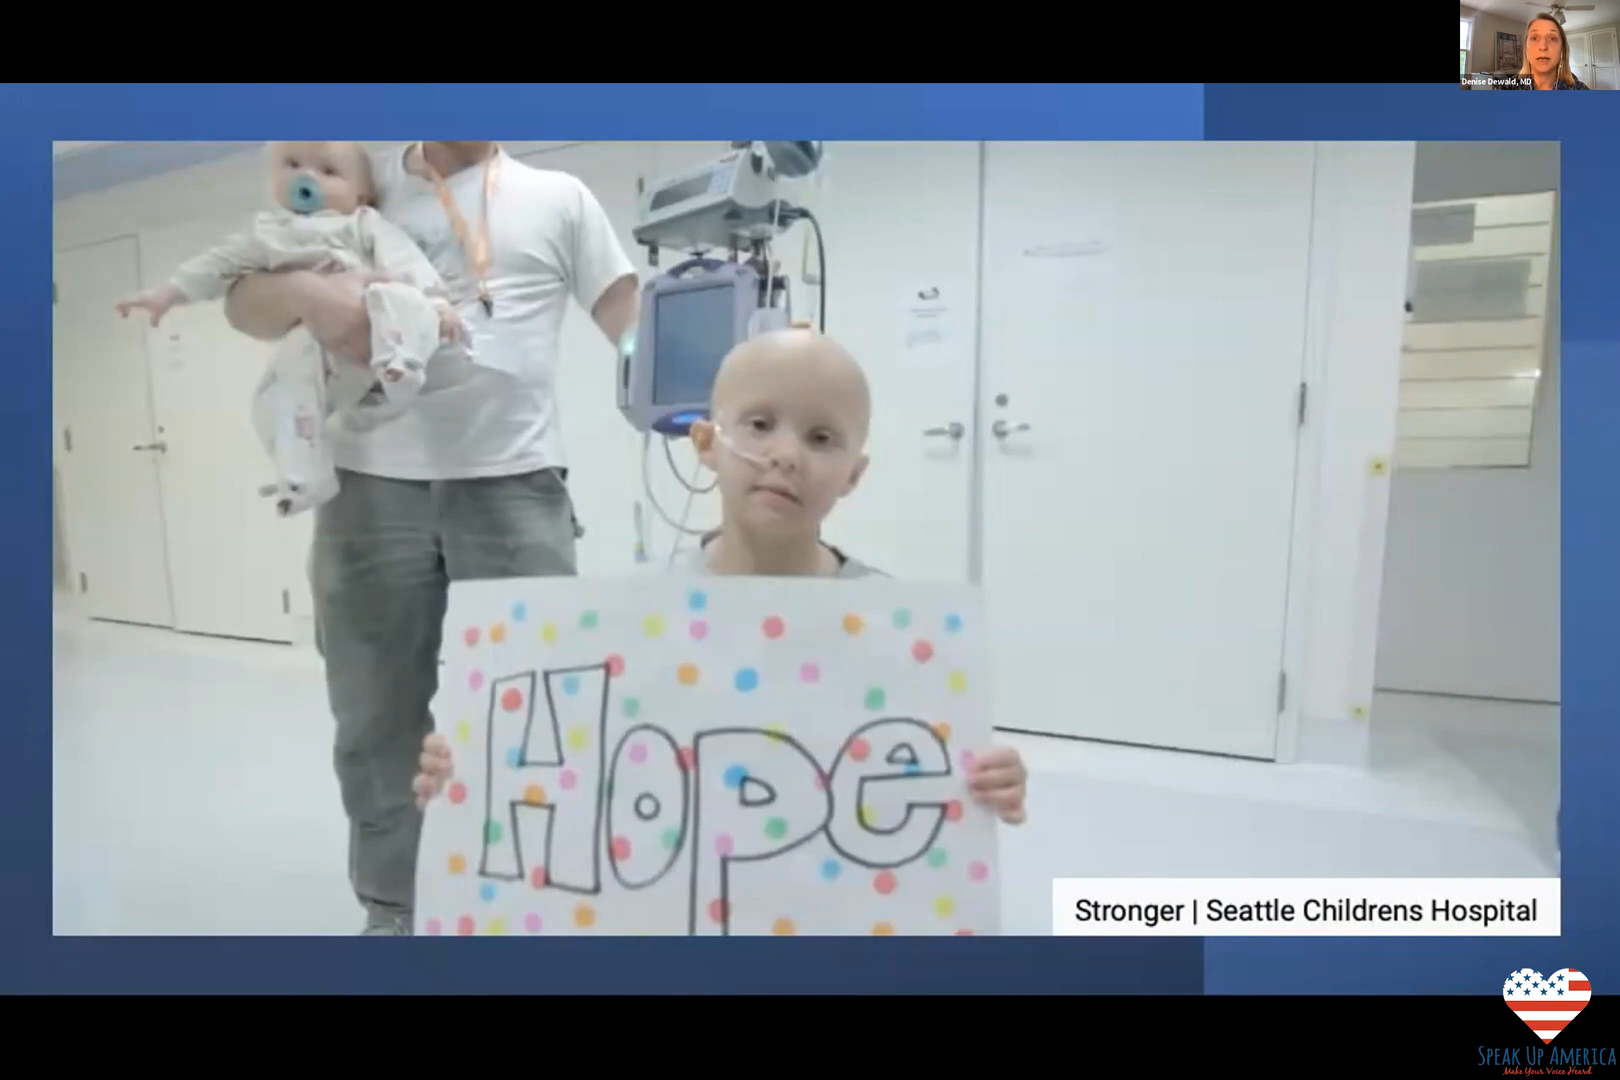 Denise Dewald, MD
Hope
Stronger | Seattle Childrens Hospital
SPEAK UP AMERICA
Make Your Voice Heard